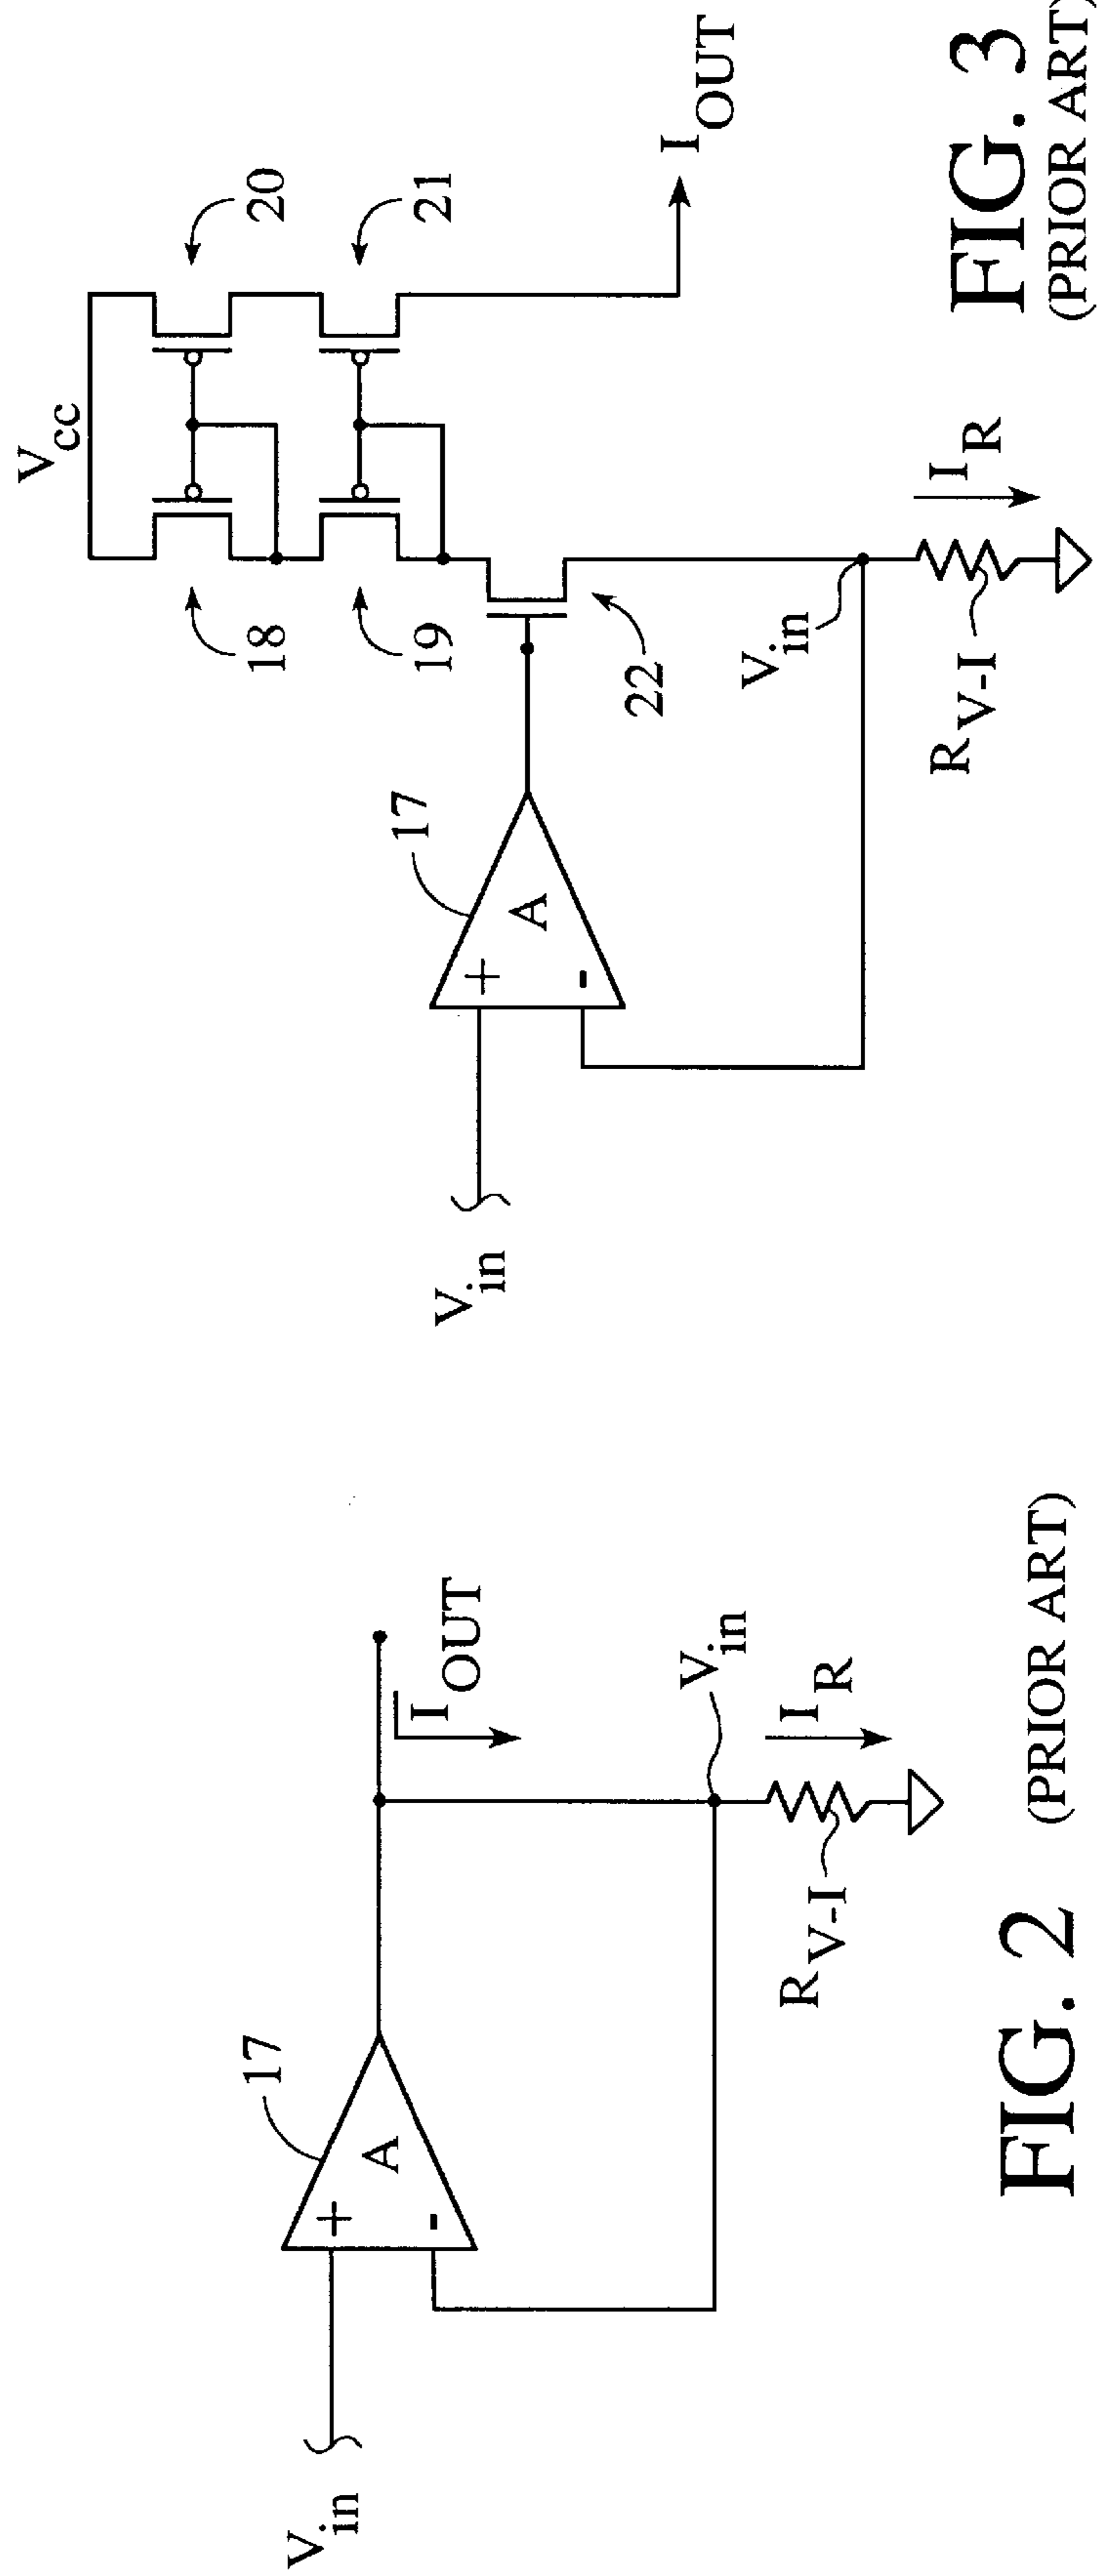 V_in
17
+
-
A
I_OUT
V_in
R_V-I
I_R
FIG. 2
(PRIOR ART)
V_in
17
+
-
A
V_cc
18
20
19
21
22
V_in
R_V-I
I_R
I_OUT
FIG. 3
(PRIOR ART)